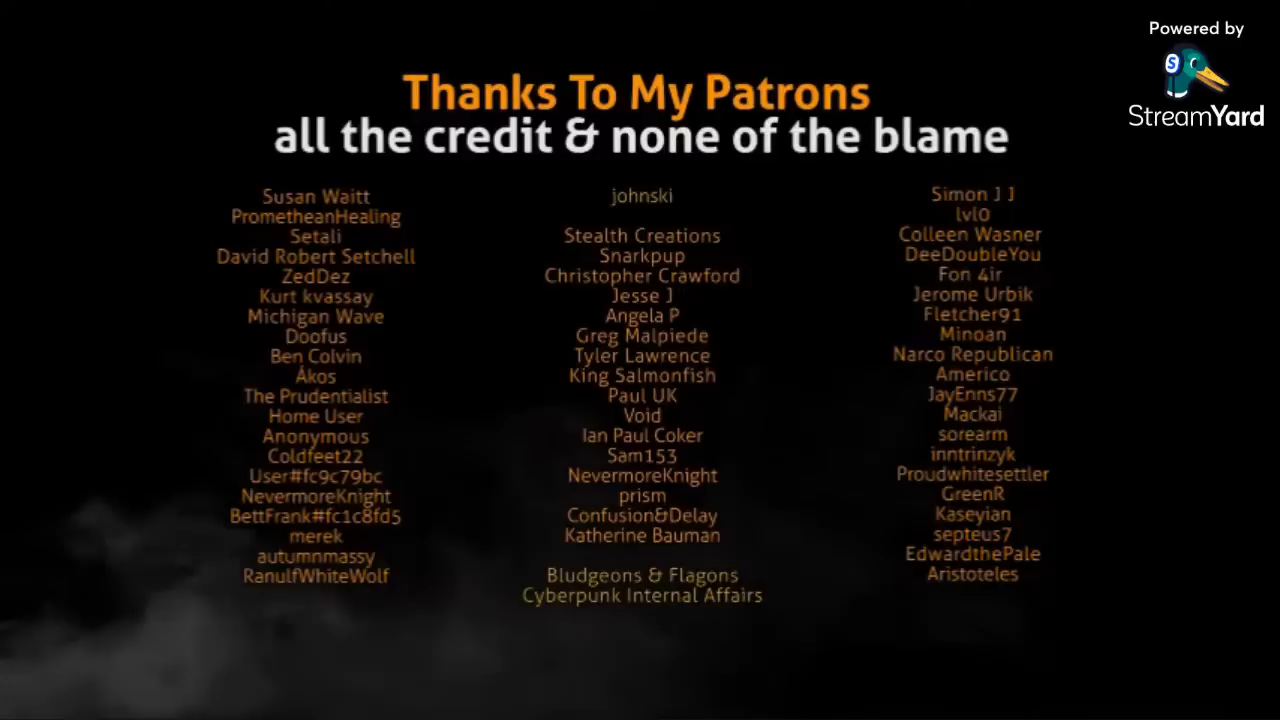 Powered by
StreamYard
Thanks To My Patrons
all the credit & none of the blame
Susan Waitt
PrometheanHealing
Setali
David Robert Setchell
ZedDez
Kurt kvassay
Michigan Wave
Doofus
Ben Colvin
Ákos
The Prudentialist
Home User
Anonymous
Coldfeet22
User#fc9c79bc
NevermoreKnight
BettFrank#fc1c8fd5
merek
autumnmassy
RanulfWhiteWolf
johnski
Stealth Creations
Snarkpup
Christopher Crawford
Jesse J
Angela P
Greg Malpiede
Tyler Lawrence
King Salmonfish
Paul UK
Void
Ian Paul Coker
Sam153
NevermoreKnight
prism
Confusion&Delay
Katherine Bauman
Bludgeons & Flagons
Cyberpunk Internal Affairs
Simon J J
lvl0
Colleen Wasner
DeeDoubleYou
Fon 4ir
Jerome Urbik
Fletcher91
Minoan
Narco Republican
Americo
JayEnns77
Mackai
sorearm
inntrinzyk
Proudwhitesettler
GreenR
Kaseyian
septeus7
EdwardthePale
Aristoteles